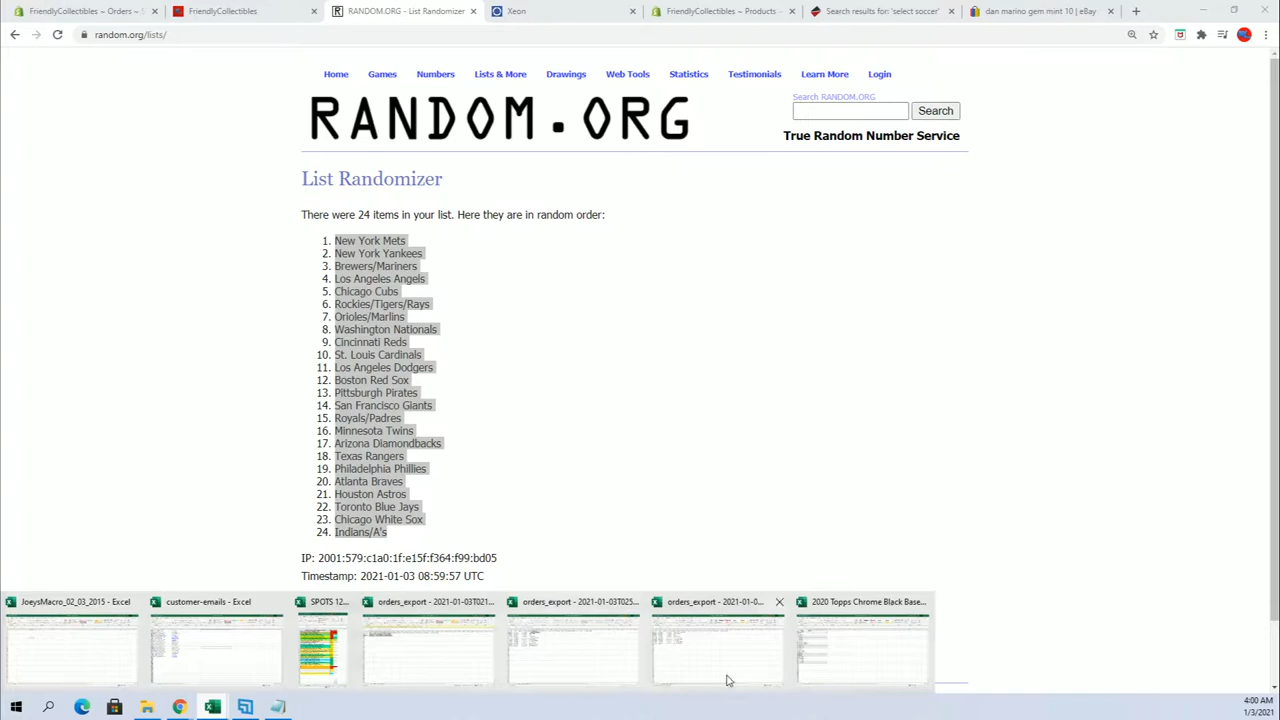 FriendlyCollectibles ~ Orders ~ S
FriendlyCollectibles
RANDOM.ORG - List Randomizer
Xeon
FriendlyCollectibles ~ Products ~
Search results for: 'select soccer'
dan marino gem mint 10 | eBay
random.org/lists/
Home Games Numbers Lists & More Drawings Web Tools Statistics Testimonials Learn More Login
RANDOM.ORG
Search RANDOM.ORG
Search
True Random Number Service
List Randomizer
There were 24 items in your list. Here they are in random order:
1. New York Mets
2. New York Yankees
3. Brewers/Mariners
4. Los Angeles Angels
5. Chicago Cubs
6. Rockies/Tigers/Rays
7. Orioles/Marlins
8. Washington Nationals
9. Cincinnati Reds
10. St. Louis Cardinals
11. Los Angeles Dodgers
12. Boston Red Sox
13. Pittsburgh Pirates
14. San Francisco Giants
15. Royals/Padres
16. Minnesota Twins
17. Arizona Diamondbacks
18. Texas Rangers
19. Philadelphia Phillies
20. Atlanta Braves
21. Houston Astros
22. Toronto Blue Jays
23. Chicago White Sox
24. Indians/A's
IP: 2001:579:c1a0:1f:e15f:f364:f99:bd05
Timestamp: 2021-01-03 08:59:57 UTC
JoeysMacro_02_03_2015 - Excel
customer-emails - Excel
SPOTS 12...
orders_export - 2021-01-03T021...
orders_export - 2021-01-03T025...
orders_export - 2021-01-0...
2020 Topps Chrome Black Base...
4:00 AM
1/3/2021